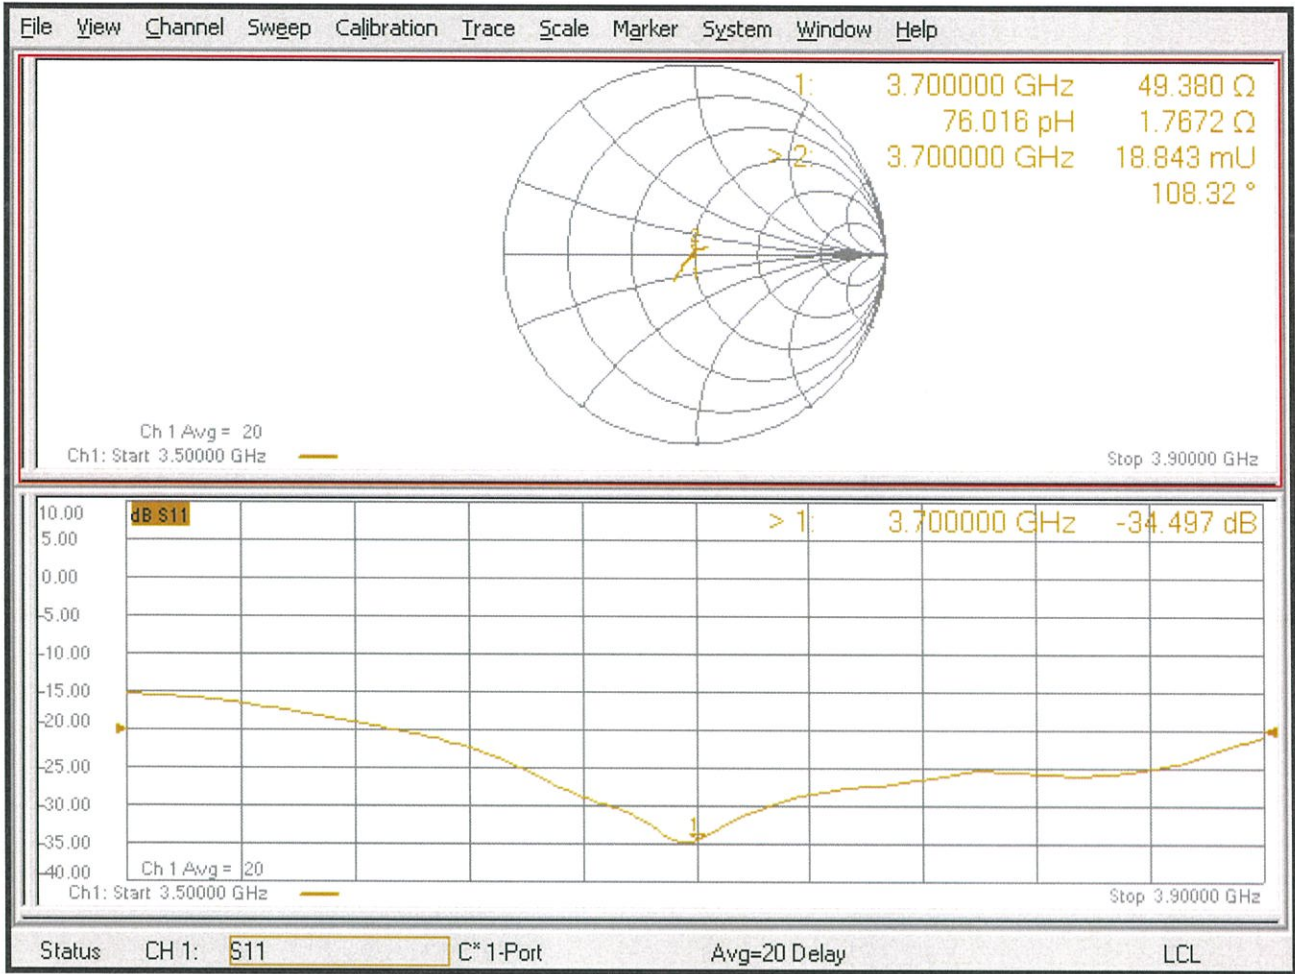 File View Channel Sweep Calibration Trace Scale Marker System Window Help
1: 3.700000 GHz 49.380 Ω
76.016 pH 1.7672 Ω
> 2: 3.700000 GHz 18.843 mU
108.32 °
Ch 1 Avg = 20
Ch1: Start 3.50000 GHz
Stop 3.90000 GHz
10.00
dB S11
> 1: 3.700000 GHz -34.497 dB
5.00
0.00
-5.00
-10.00
-15.00
-20.00
-25.00
-30.00
1
-35.00
-40.00
Ch 1 Avg = 20
Ch1: Start 3.50000 GHz
Stop 3.90000 GHz
Status CH 1: S11 C* 1-Port Avg=20 Delay LCL